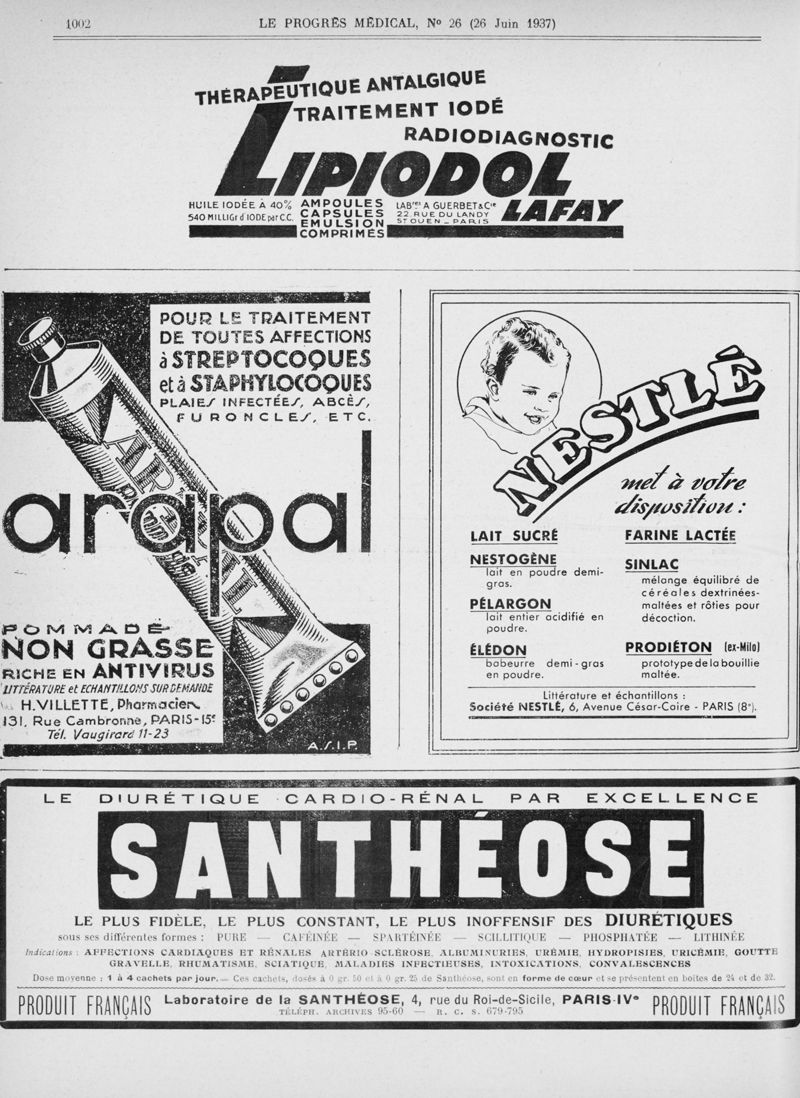 1002
LE PROGRÈS MÉDICAL, Nº 26 (26 Juin 1937)
THÉRAPEUTIQUE ANTALGIQUE
TRAITEMENT IODÉ
RADIODIAGNOSTIC
LIPIODOL
LAFAY
HUILE IODÉE À 40%
540 MILLIGr d'IODE par C.C.
AMPOULES
CAPSULES
EMULSION
COMPRIMÉS
LABres A GUERBET & Cie
22 RUE DU LANDY
St OUEN _ PARIS
POUR LE TRAITEMENT
DE TOUTES AFFECTIONS
à STREPTOCOQUES
et à STAPHYLOCOQUES
PLAIES INFECTÉES, ABCÈS,
FURONCLES, ETC.
arapal
POMMADE
NON GRASSE
RICHE EN ANTIVIRUS
LITTÉRATURE et ECHANTILLONS SUR DEMANDE
H. VILLETTE, Pharmacien
131, Rue Cambronne, PARIS-15e
Tél. Vaugirard 11-23
A.S.I.P.
NESTLÉ
met à votre
disposition :
LAIT SUCRÉ
NESTOGÈNE
lait en poudre demi-
gras.
PÉLARGON
lait entier acidifié en
poudre.
ÉLÉDON
babeurre demi-gras
en poudre.
FARINE LACTÉE
SINLAC
mélange équilibré de
céréales dextrinées-
maltées et rôties pour
décoction.
PRODIÉTON (ex-Milo)
prototype de la bouillie
maltée.
Littérature et échantillons :
Société NESTLÉ, 6, Avenue César-Caire - PARIS (8e).
LE DIURÉTIQUE CARDIO-RÉNAL PAR EXCELLENCE
SANTHÉOSE
LE PLUS FIDÈLE, LE PLUS CONSTANT, LE PLUS INOFFENSIF DES DIURÉTIQUES
sous ses différentes formes : PURE — CAFÉINÉE — SPARTÉINÉE — SCILLITIQUE — PHOSPHATÉE — LITHINÉE
Indications : AFFECTIONS CARDIAQUES ET RÉNALES ARTÉRIO SCLÉROSE, ALBUMINURIES, URÉMIE, HYDROPISIES, URICÉMIE, GOUTTE
GRAVELLE, RHUMATISME, SCIATIQUE, MALADIES INFECTIEUSES, INTOXICATIONS, CONVALESCENCES
Dose moyenne : 1 à 4 cachets par jour. — Ces cachets, dosés à 0 gr. 50 et à 0 gr. 25 de Santhéose, sont en forme de cœur et se présentent en boîtes de 24 et de 32.
PRODUIT FRANÇAIS
Laboratoire de la SANTHÉOSE, 4, rue du Roi-de-Sicile, PARIS-IVe
TÉLÉPH. ARCHIVES 95-60 — R. C. S. 679-795
PRODUIT FRANÇAIS